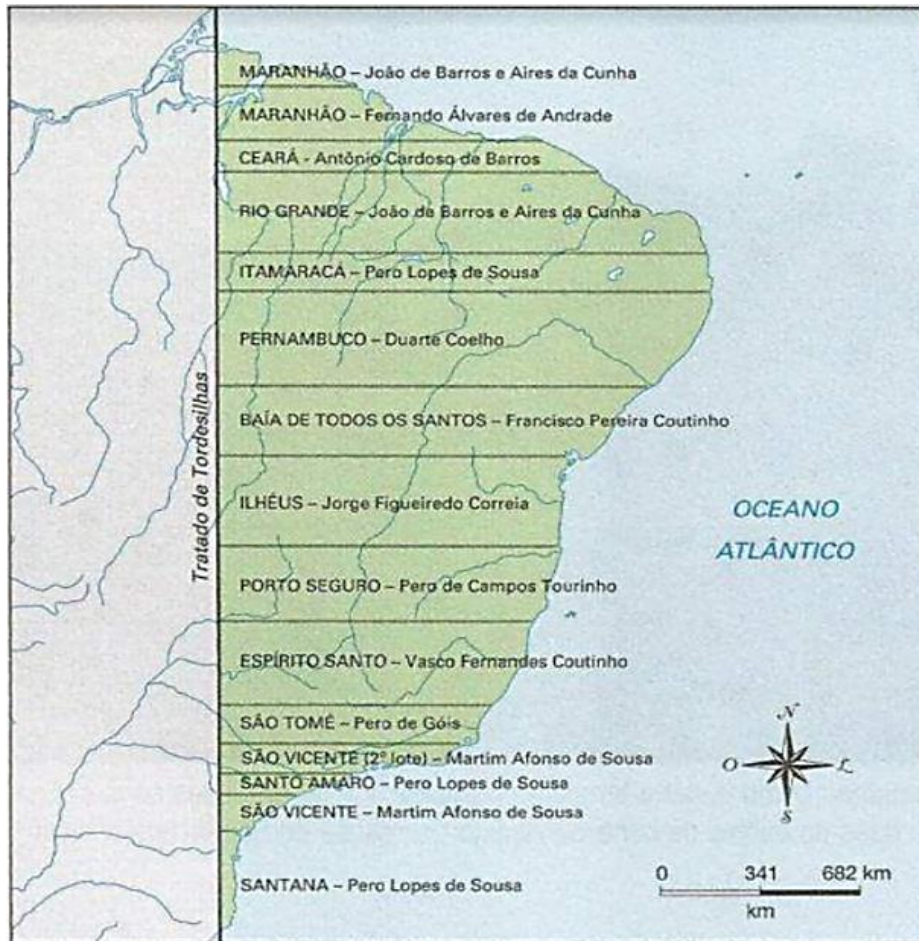 MARANHÃO – João de Barros e Aires da Cunha
MARANHÃO – Fernando Álvares de Andrade
CEARÁ - Antônio Cardoso de Barros
RIO GRANDE – João de Barros e Aires da Cunha
ITAMARACÁ – Pero Lopes de Sousa
PERNAMBUCO – Duarte Coelho
Tratado de Tordesilhas
BAÍA DE TODOS OS SANTOS – Francisco Pereira Coutinho
ILHÉUS – Jorge Figueiredo Correia
OCEANO
ATLÂNTICO
PORTO SEGURO – Pero de Campos Tourinho
ESPÍRITO SANTO – Vasco Fernandes Coutinho
SÃO TOMÉ – Pero de Góis
SÃO VICENTE (2º lote) – Martim Afonso de Sousa
SANTO AMARO – Pero Lopes de Sousa
SÃO VICENTE – Martim Afonso de Sousa
SANTANA – Pero Lopes de Sousa
N
O
L
S
0 341 682 km
km